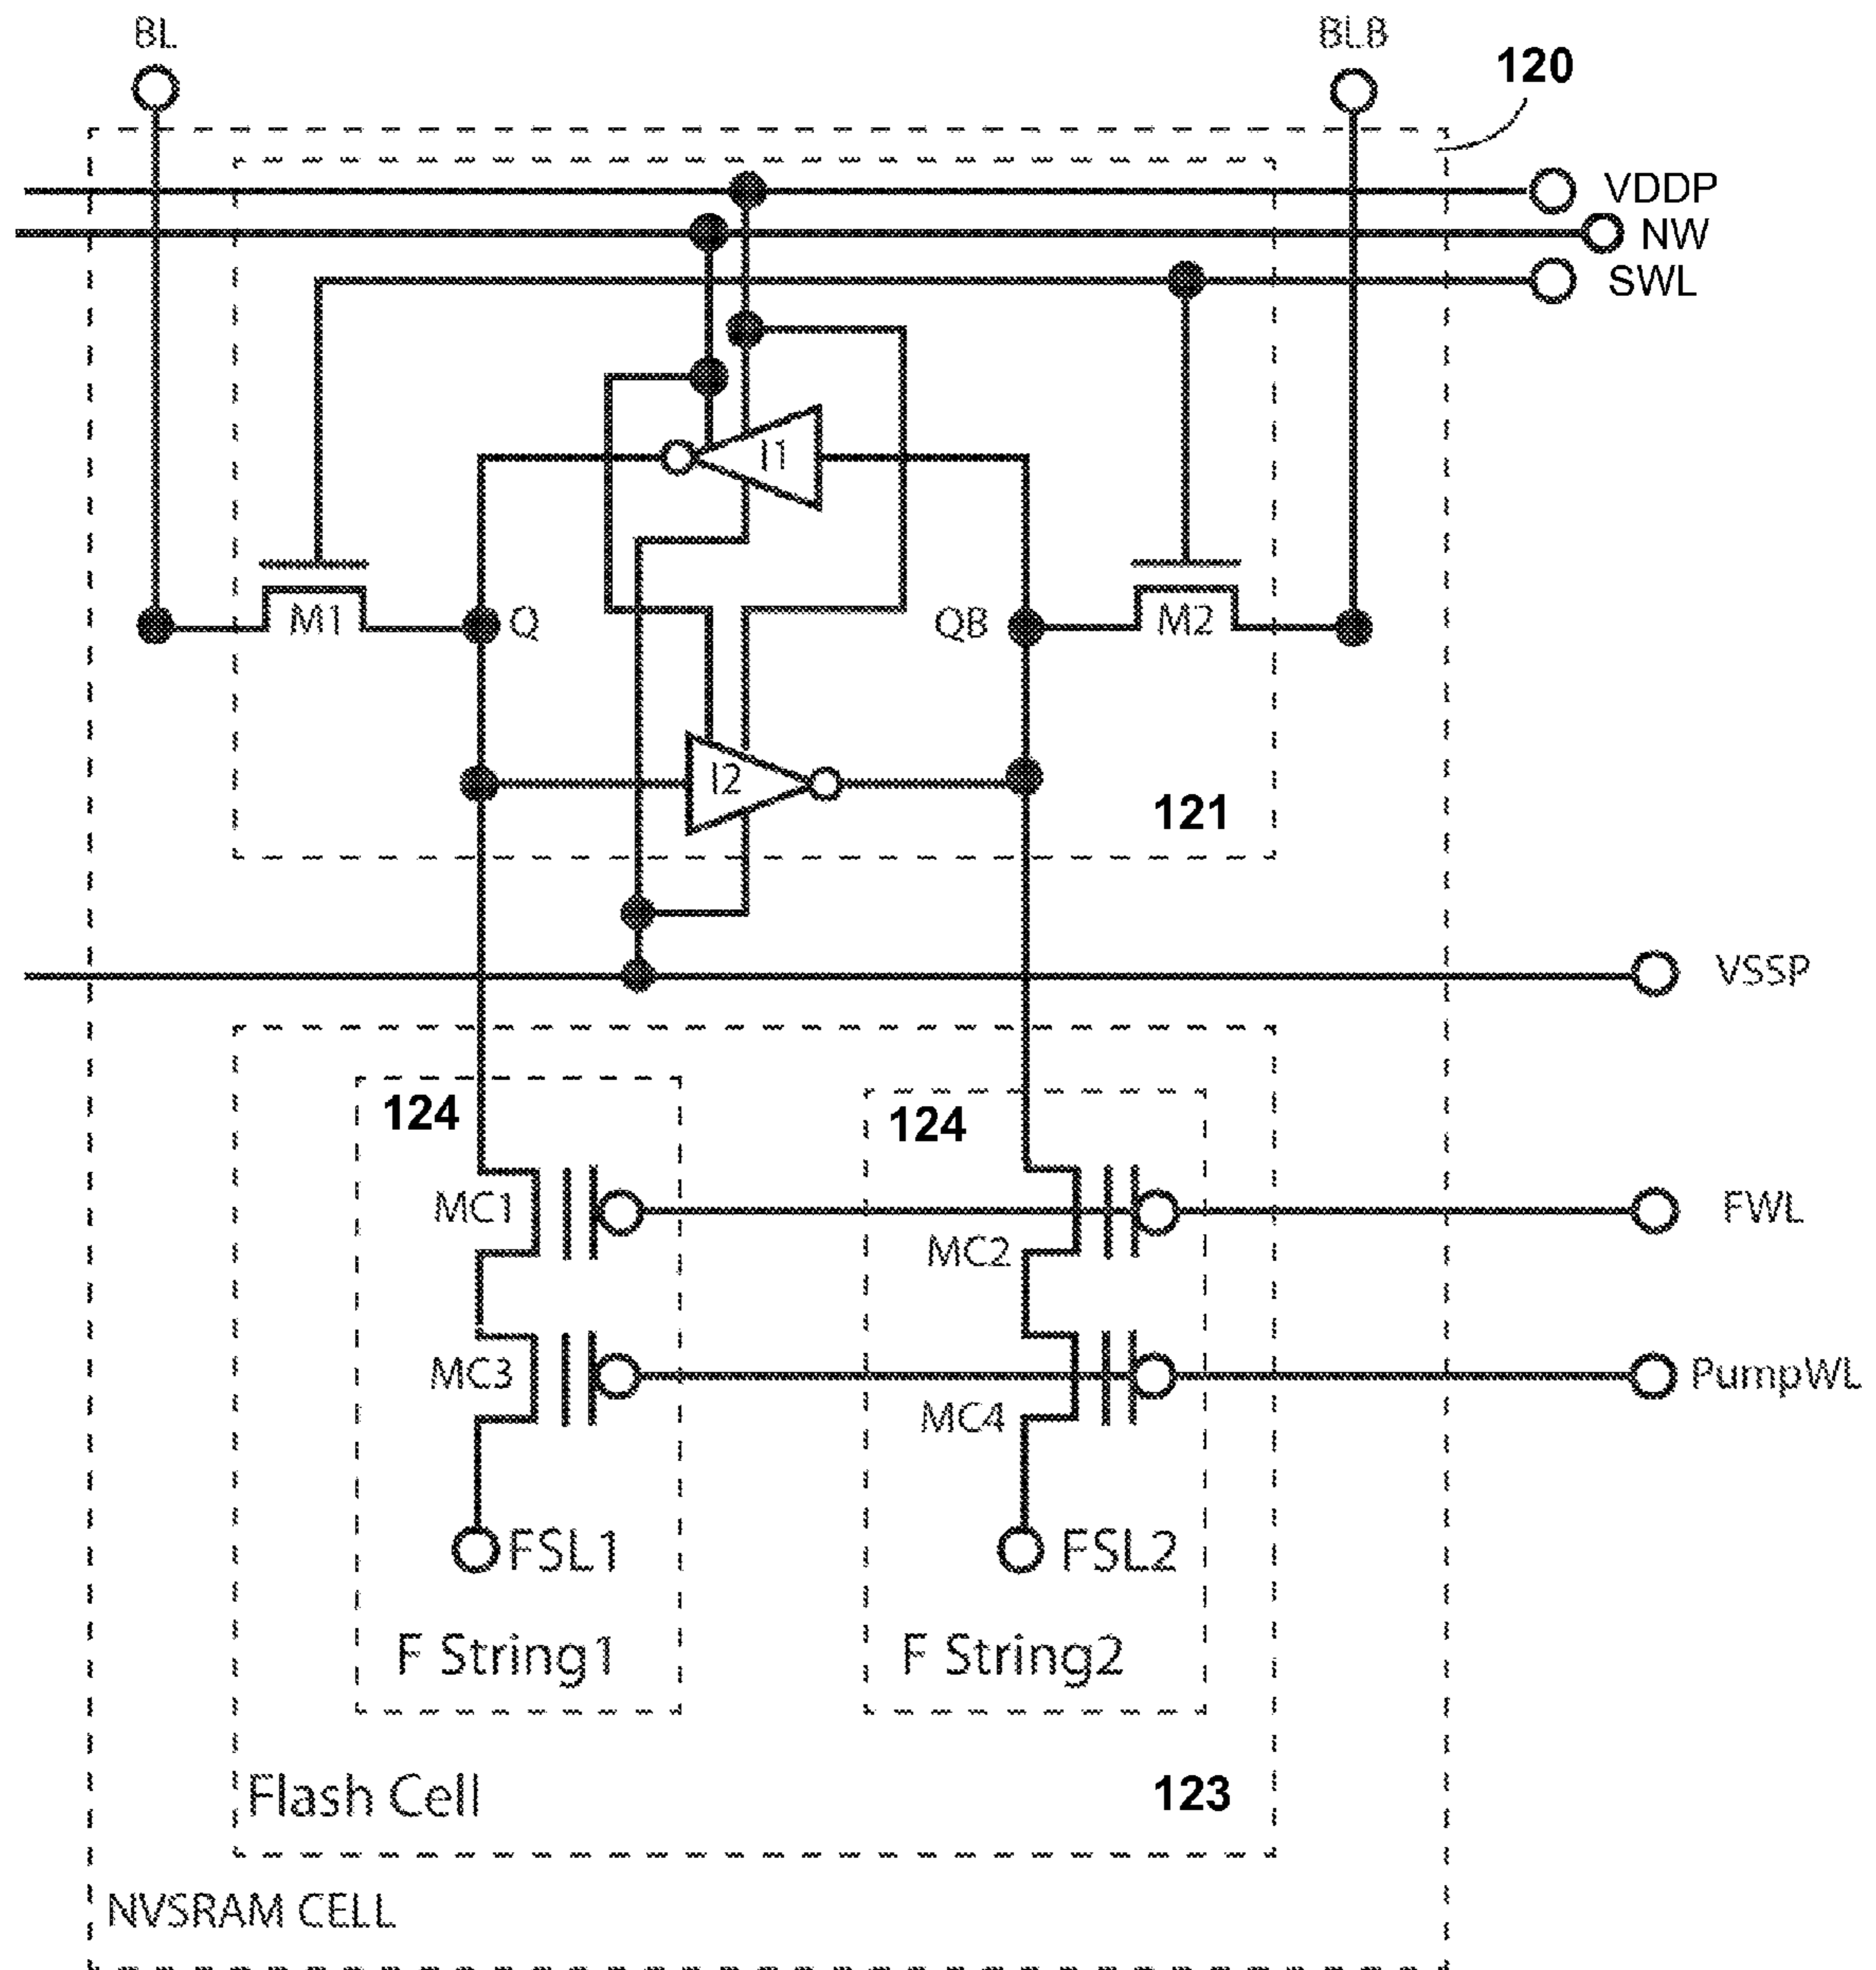 BL
BLB
120
VDDP
NW
SWL
I1
M1
Q
QB
M2
I2
121
VSSP
124
124
MC1
FWL
MC2
MC3
PumpWL
MC4
FSL1
FSL2
F String1
F String2
Flash Cell
123
NVSRAM CELL